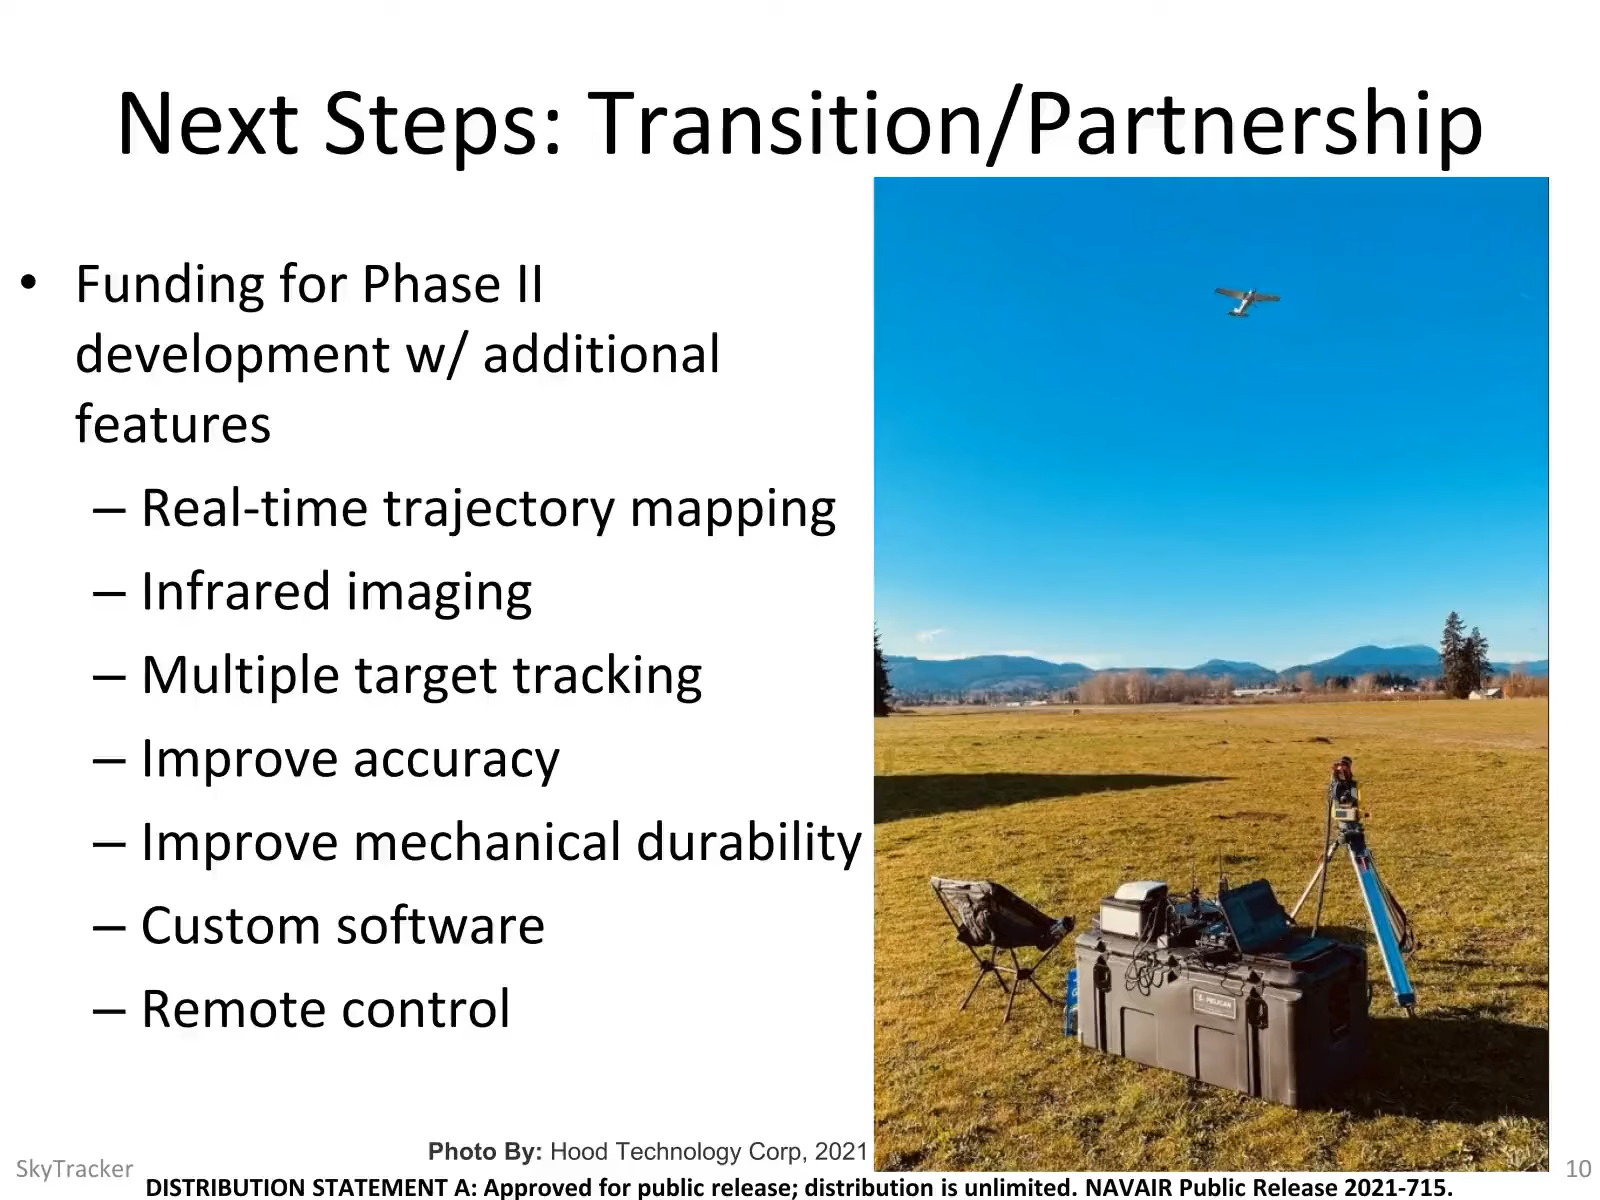 Next Steps: Transition/Partnership
• Funding for Phase II
development w/ additional
features
– Real-time trajectory mapping
– Infrared imaging
– Multiple target tracking
– Improve accuracy
– Improve mechanical durability
– Custom software
– Remote control
PELICAN
Photo By: Hood Technology Corp, 2021
SkyTracker
10
DISTRIBUTION STATEMENT A: Approved for public release; distribution is unlimited. NAVAIR Public Release 2021-715.